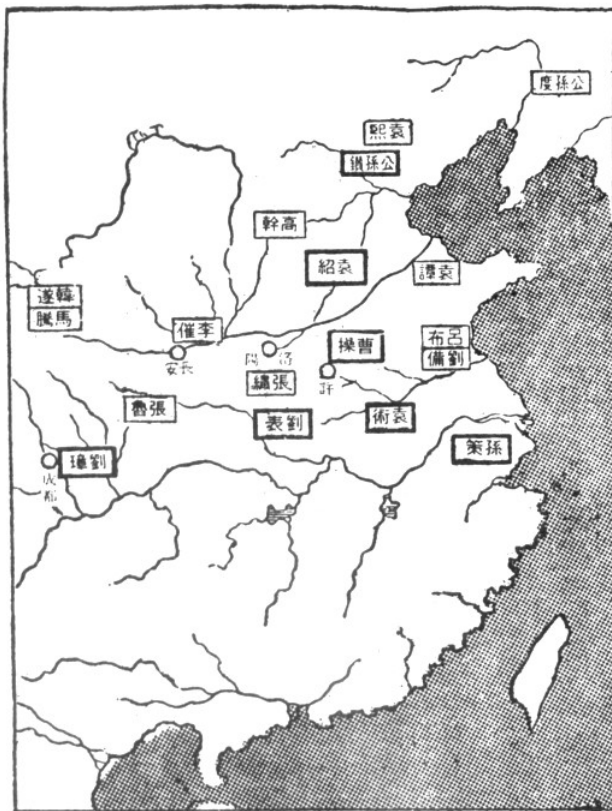 公孫度
袁熙
公孫瓚
高幹
袁紹
袁譚
韓遂
馬騰
李催
長安
洛陽
張繡
曹操
許
呂布
劉備
張魯
劉表
袁術
孫策
劉璋
成都